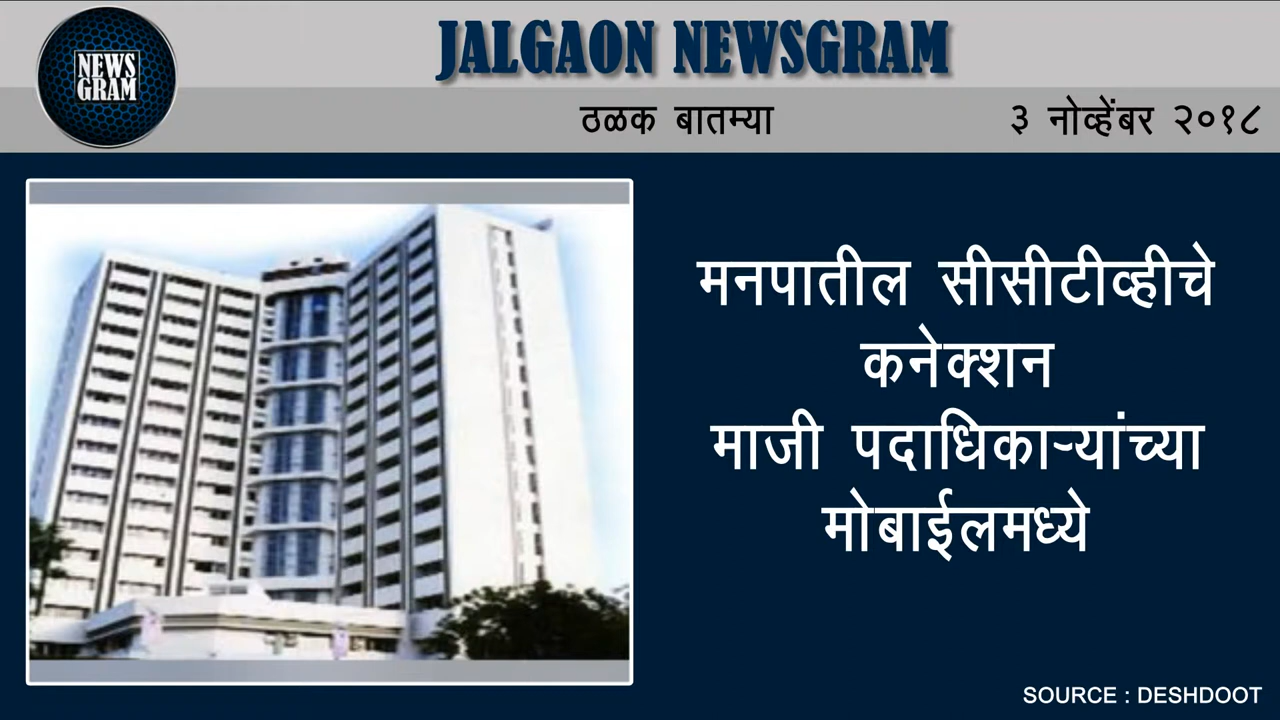 NEWS
GRAM
JALGAON NEWSGRAM
ठळक बातम्या
३ नोव्हेंबर २०१८
मनपातील सीसीटीव्हीचे
कनेक्शन
माजी पदाधिकाऱ्यांच्या
मोबाईलमध्ये
SOURCE : DESHDOOT